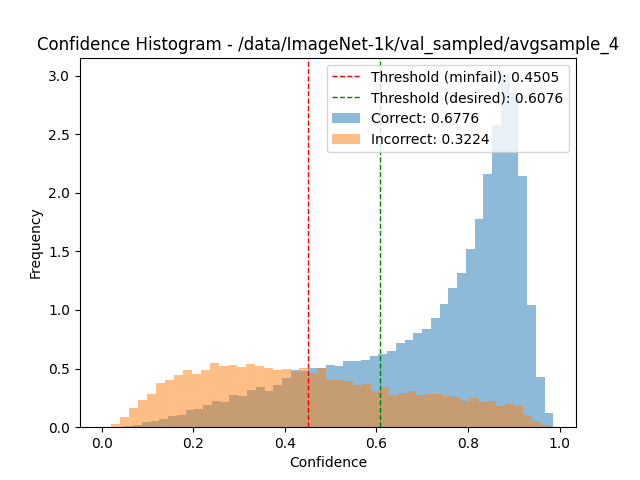 Confidence Histogram - /data/ImageNet-1k/val_sampled/avgsample_4
Threshold (minfail): 0.4505
Threshold (desired): 0.6076
Correct: 0.6776
Incorrect: 0.3224
Frequency
3.0
2.5
2.0
1.5
1.0
0.5
0.0
0.0 0.2 0.4 0.6 0.8 1.0
Confidence